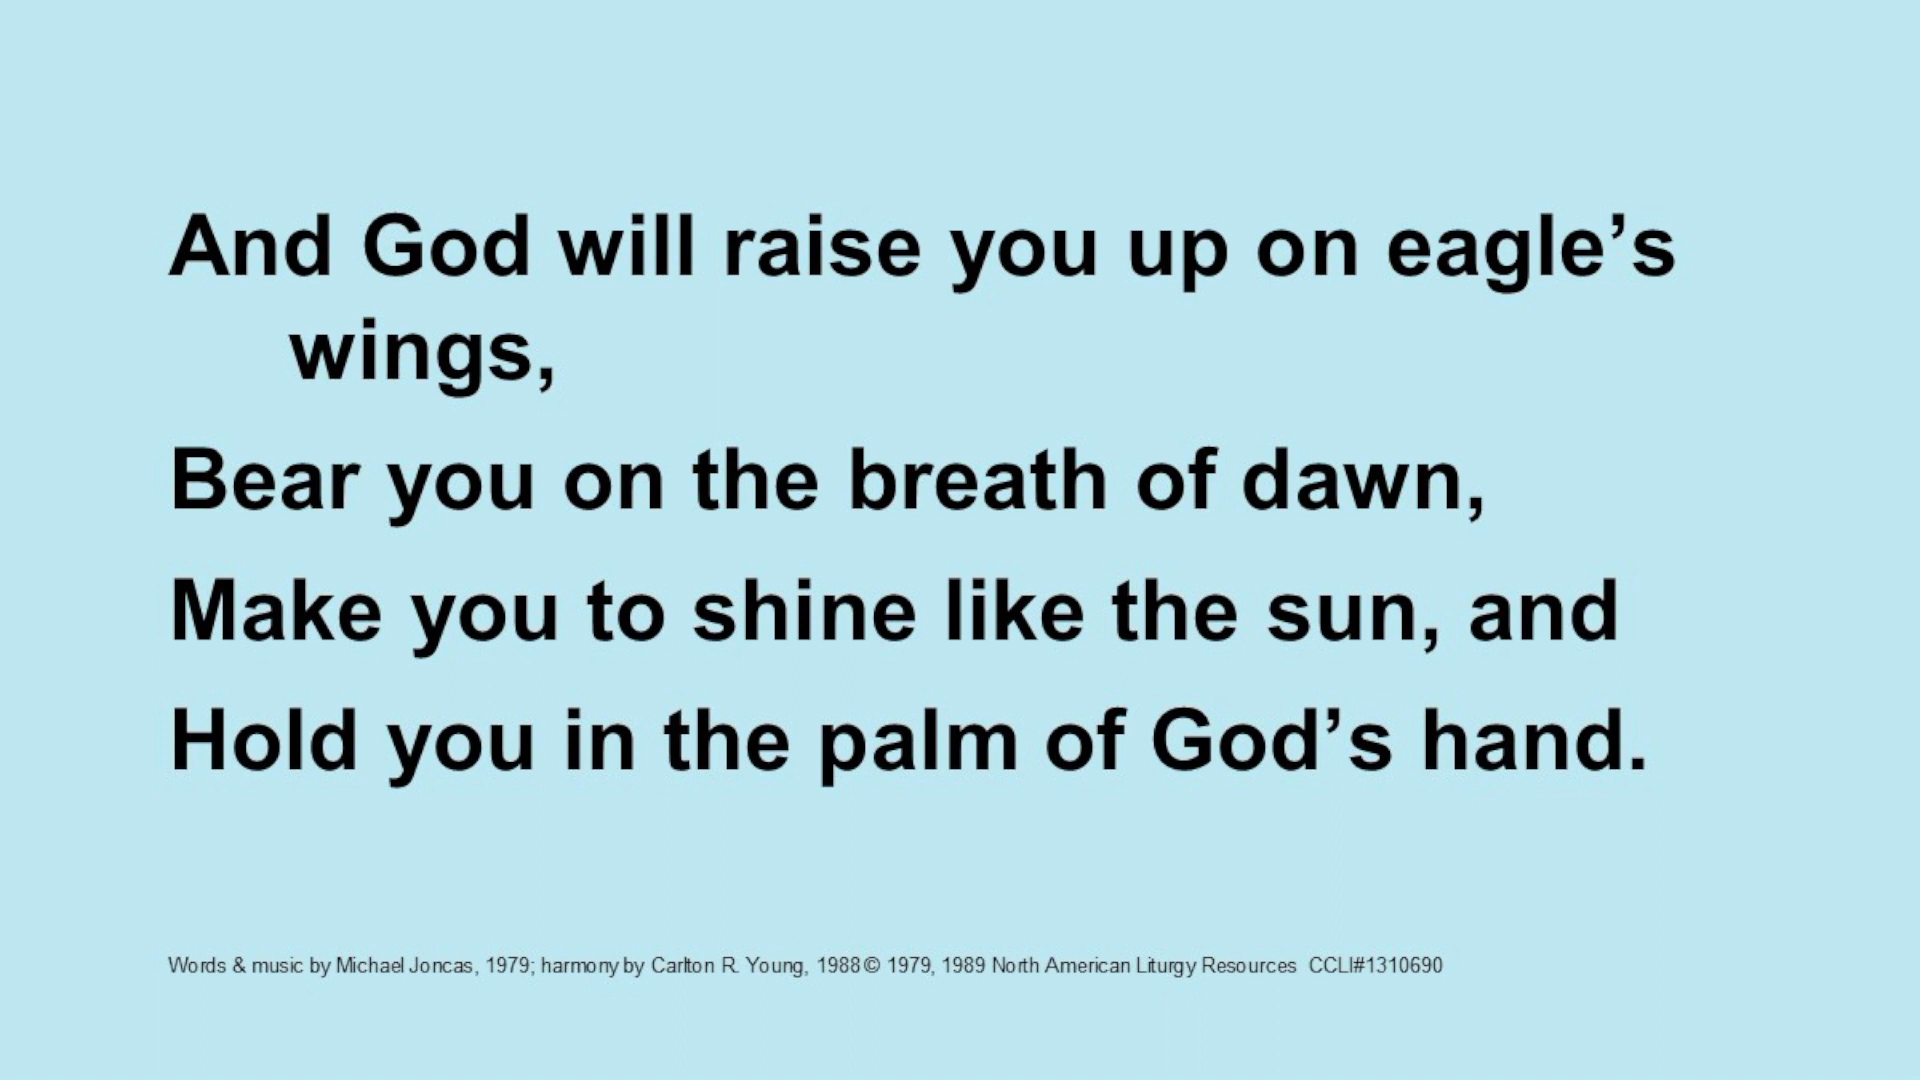 And God will raise you up on eagle’s
wings,
Bear you on the breath of dawn,
Make you to shine like the sun, and
Hold you in the palm of God’s hand.
Words & music by Michael Joncas, 1979; harmony by Carlton R. Young, 1988© 1979, 1989 North American Liturgy Resources CCLI#1310690